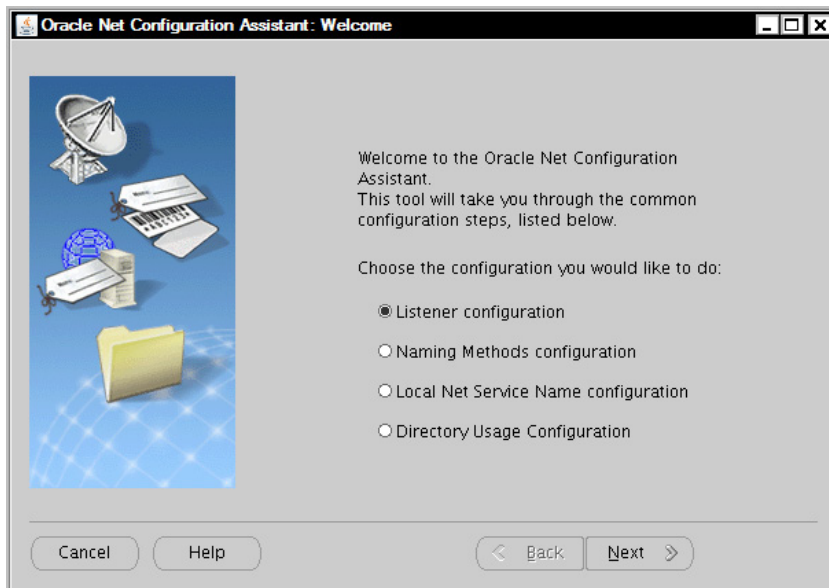 Oracle Net Configuration Assistant: Welcome
Welcome to the Oracle Net Configuration
Assistant.
This tool will take you through the common
configuration steps, listed below.
Choose the configuration you would like to do:
Listener configuration
Naming Methods configuration
Local Net Service Name configuration
Directory Usage Configuration
Cancel
Help
Back
Next